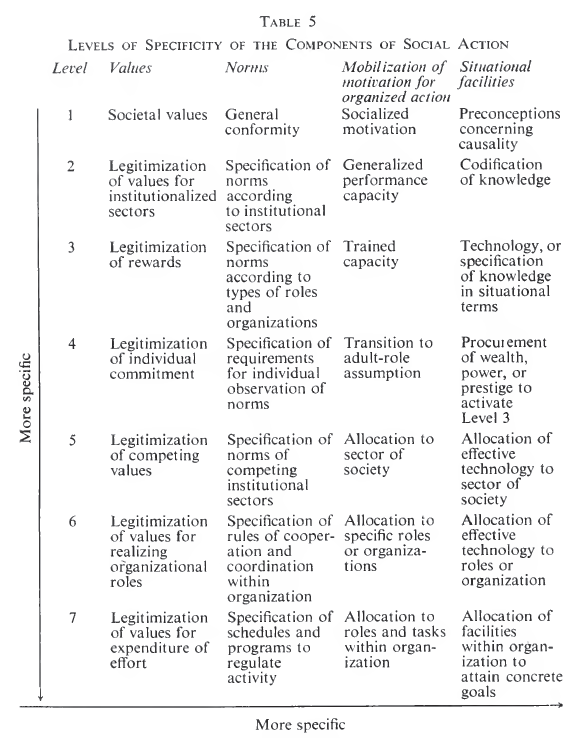 TABLE 5
LEVELS OF SPECIFICITY OF THE COMPONENTS OF SOCIAL ACTION
Level
Values
Norms
Mobilization of
motivation for
organized action
Situational
facilities
1
Societal values
General
conformity
Socialized
motivation
Preconceptions
concerning
causality
2
Legitimization
of values for
institutionalized
sectors
Specification of
norms
according
to institutional
sectors
Generalized
performance
capacity
Codification
of knowledge
3
Legitimization
of rewards
Specification of
norms
according to
types of roles
and
organizations
Trained
capacity
Technology, or
specification
of knowledge
in situational
terms
4
Legitimization
of individual
commitment
Specification of
requirements
for individual
observation of
norms
Transition to
adult-role
assumption
Procurement
of wealth,
power, or
prestige to
activate
Level 3
5
Legitimization
of competing
values
Specification of
norms of
competing
institutional
sectors
Allocation to
sector of
society
Allocation of
effective
technology to
sector of
society
6
Legitimization
of values for
realizing
organizational
roles
Specification of
rules of cooper-
ation and
coordination
within
organization
Allocation to
specific roles
or organiza-
tions
Allocation of
effective
technology to
roles or
organization
7
Legitimization
of values for
expenditure of
effort
Specification of
schedules and
programs to
regulate
activity
Allocation to
roles and tasks
within organ-
ization
Allocation of
facilities
within organ-
ization to
attain concrete
goals
More specific
More specific